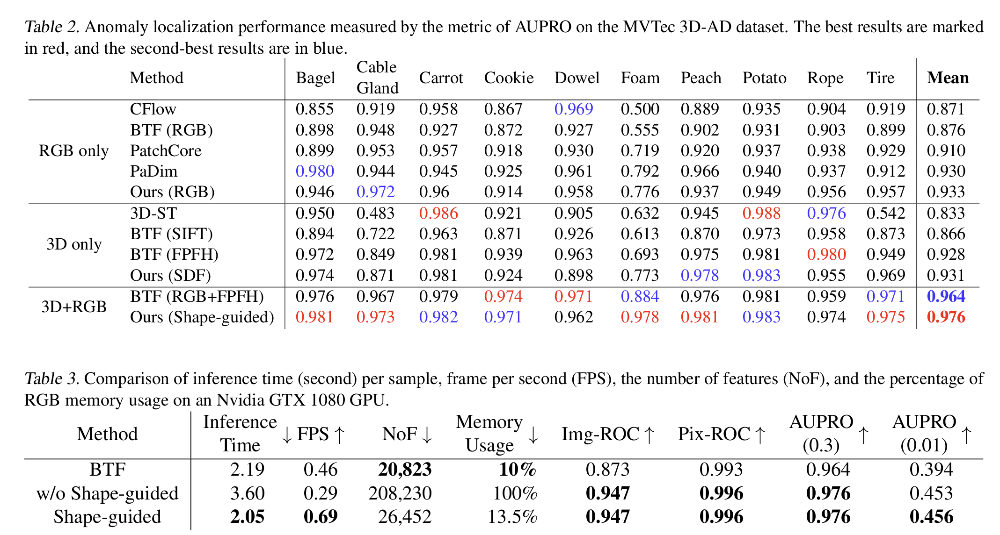 Table 2. Anomaly localization performance measured by the metric of AUPRO on the MVTec 3D-AD dataset. The best results are marked
in red, and the second-best results are in blue.
Method Bagel Cable Gland Carrot Cookie Dowel Foam Peach Potato Rope Tire Mean
RGB only
CFlow 0.855 0.919 0.958 0.867 0.969 0.500 0.889 0.935 0.904 0.919 0.871
BTF (RGB) 0.898 0.948 0.927 0.872 0.927 0.555 0.902 0.931 0.903 0.899 0.876
PatchCore 0.899 0.953 0.957 0.918 0.930 0.719 0.920 0.937 0.938 0.929 0.910
PaDim 0.980 0.944 0.945 0.925 0.961 0.792 0.966 0.940 0.937 0.912 0.930
Ours (RGB) 0.946 0.972 0.96 0.914 0.958 0.776 0.937 0.949 0.956 0.957 0.933
3D only
3D-ST 0.950 0.483 0.986 0.921 0.905 0.632 0.945 0.988 0.976 0.542 0.833
BTF (SIFT) 0.894 0.722 0.963 0.871 0.926 0.613 0.870 0.973 0.958 0.873 0.866
BTF (FPFH) 0.972 0.849 0.981 0.939 0.963 0.693 0.975 0.981 0.980 0.949 0.928
Ours (SDF) 0.974 0.871 0.981 0.924 0.898 0.773 0.978 0.983 0.955 0.969 0.931
3D+RGB
BTF (RGB+FPFH) 0.976 0.967 0.979 0.974 0.971 0.884 0.976 0.981 0.959 0.971 0.964
Ours (Shape-guided) 0.981 0.973 0.982 0.971 0.962 0.978 0.981 0.983 0.974 0.975 0.976
Table 3. Comparison of inference time (second) per sample, frame per second (FPS), the number of features (NoF), and the percentage of
RGB memory usage on an Nvidia GTX 1080 GPU.
Method Inference Time ↓ FPS ↑ NoF ↓ Memory Usage ↓ Img-ROC ↑ Pix-ROC ↑ AUPRO (0.3) ↑ AUPRO (0.01) ↑
BTF 2.19 0.46 20,823 10% 0.873 0.993 0.964 0.394
w/o Shape-guided 3.60 0.29 208,230 100% 0.947 0.996 0.976 0.453
Shape-guided 2.05 0.69 26,452 13.5% 0.947 0.996 0.976 0.456